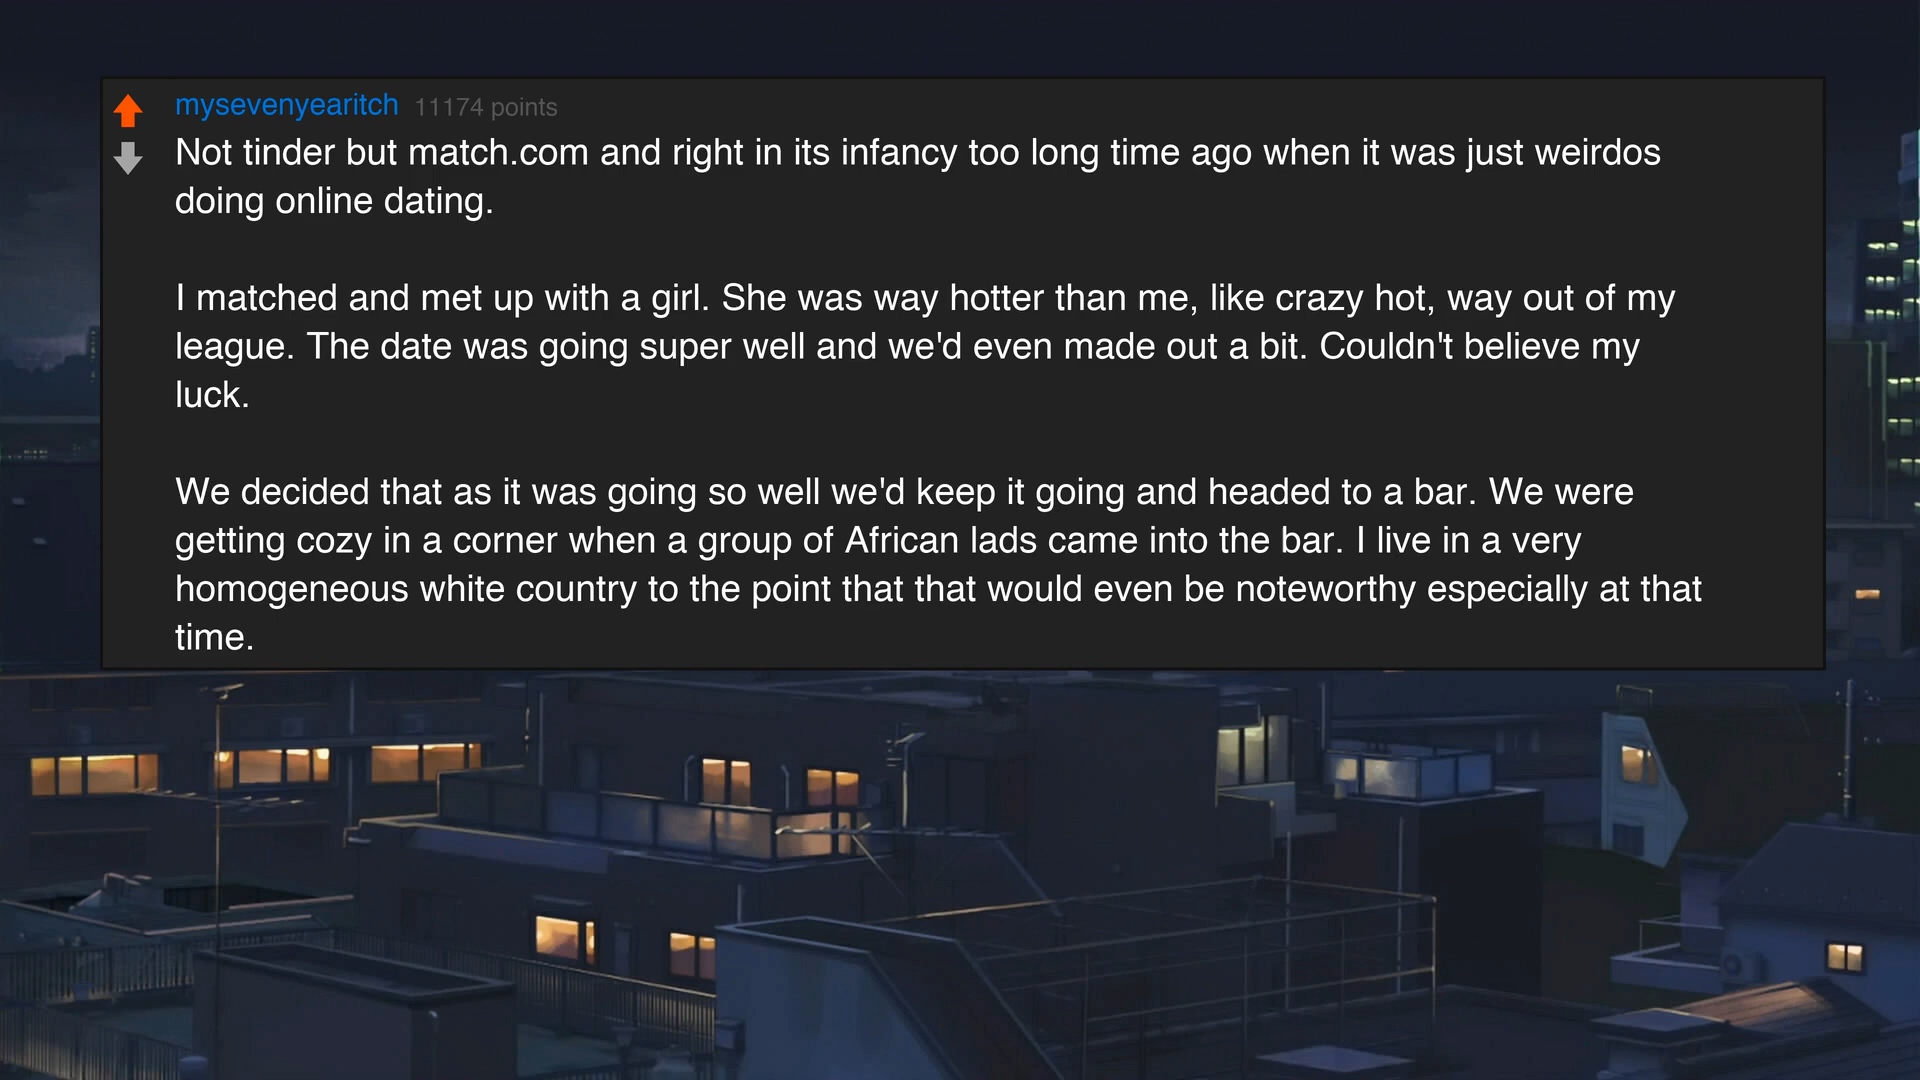 mysevenyearitch 11174 points
Not tinder but match.com and right in its infancy too long time ago when it was just weirdos
doing online dating.
I matched and met up with a girl. She was way hotter than me, like crazy hot, way out of my
league. The date was going super well and we'd even made out a bit. Couldn't believe my
luck.
We decided that as it was going so well we'd keep it going and headed to a bar. We were
getting cozy in a corner when a group of African lads came into the bar. I live in a very
homogeneous white country to the point that that would even be noteworthy especially at that
time.